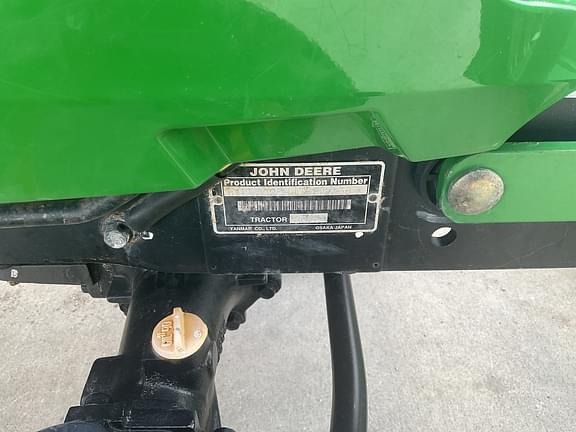 JOHN DEERE
Product Identification Number
TRACTOR
YANMAR CO., LTD. OSAKA JAPAN